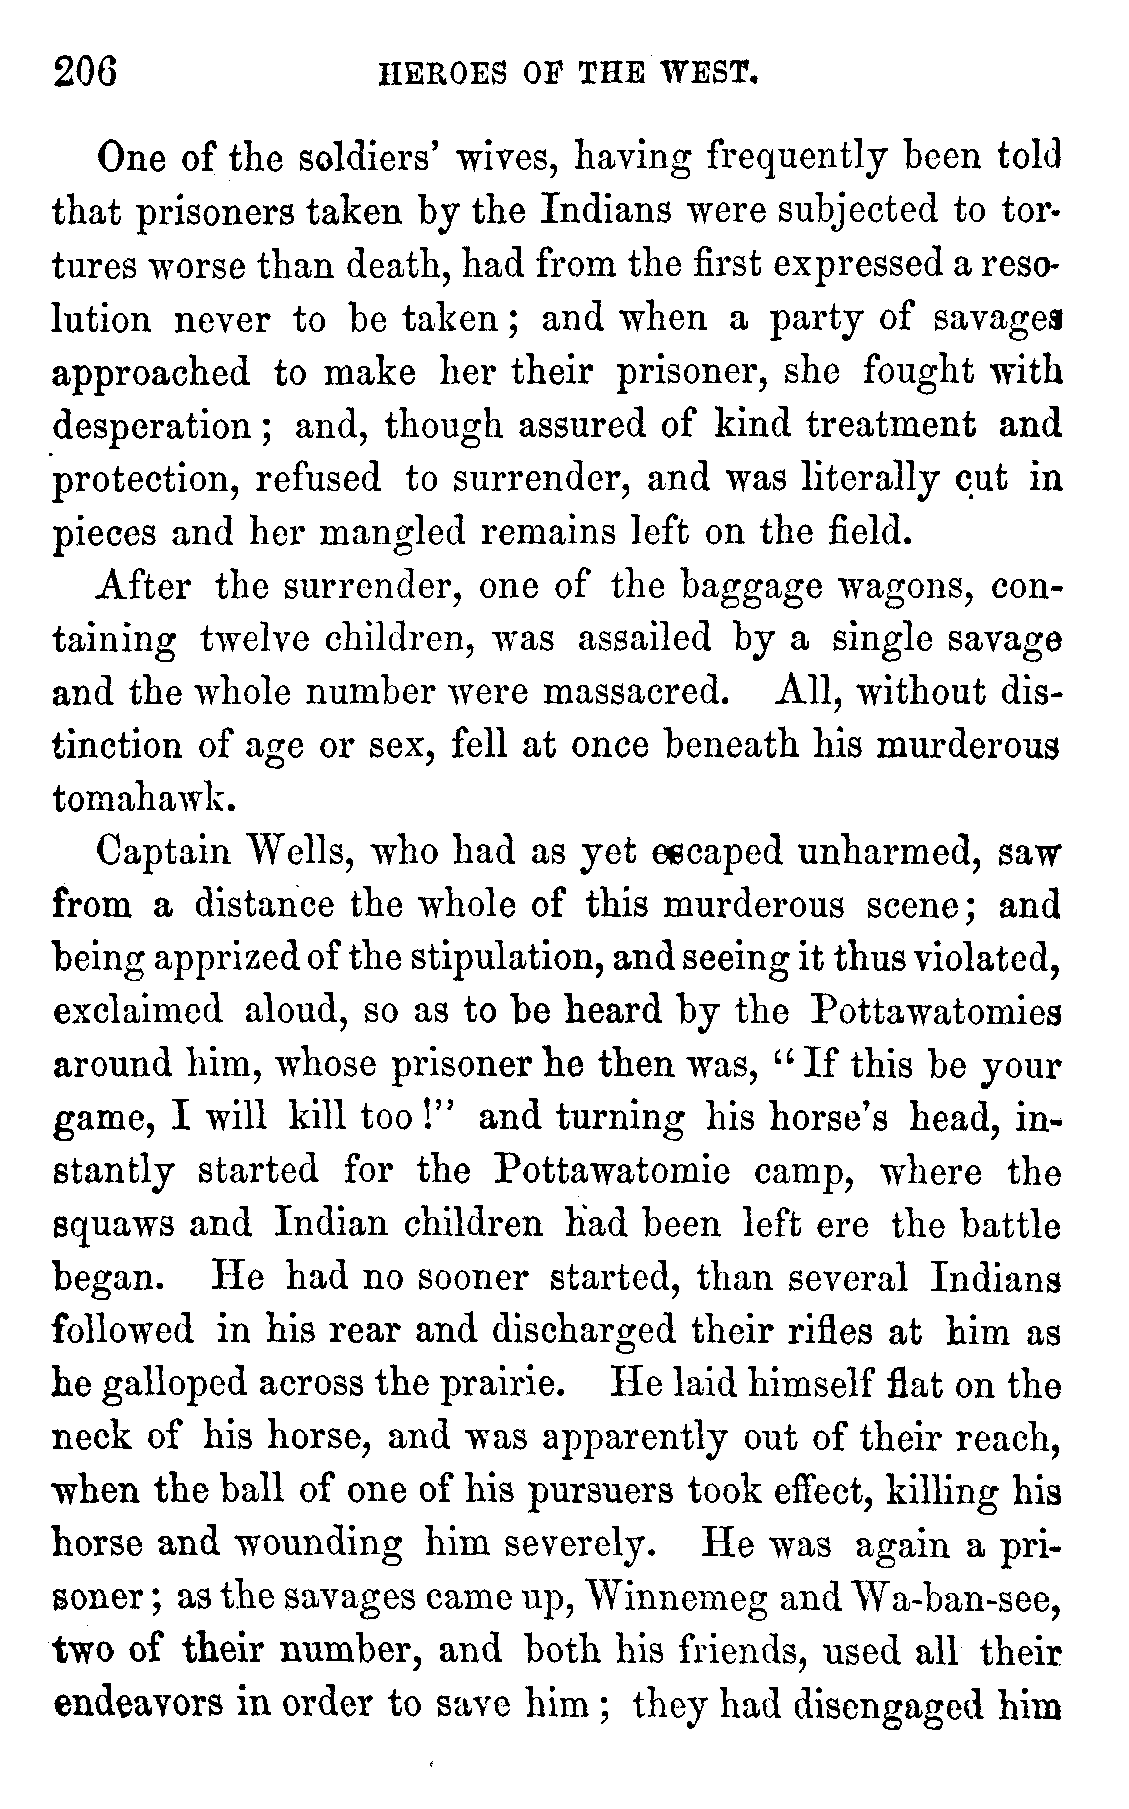 206 HEROES OF THE WEST.
One of the soldiers' wives, having frequently been told
that prisoners taken by the Indians were subjected to tor-
tures worse than death, had from the first expressed a reso-
lution never to be taken; and when a party of savages
approached to make her their prisoner, she fought with
desperation; and, though assured of kind treatment and
protection, refused to surrender, and was literally cut in
pieces and her mangled remains left on the field.
After the surrender, one of the baggage wagons, con-
taining twelve children, was assailed by a single savage
and the whole number were massacred. All, without dis-
tinction of age or sex, fell at once beneath his murderous
tomahawk.
Captain Wells, who had as yet escaped unharmed, saw
from a distance the whole of this murderous scene; and
being apprized of the stipulation, and seeing it thus violated,
exclaimed aloud, so as to be heard by the Pottawatomies
around him, whose prisoner he then was, "If this be your
game, I will kill too!" and turning his horse's head, in-
stantly started for the Pottawatomie camp, where the
squaws and Indian children had been left ere the battle
began. He had no sooner started, than several Indians
followed in his rear and discharged their rifles at him as
he galloped across the prairie. He laid himself flat on the
neck of his horse, and was apparently out of their reach,
when the ball of one of his pursuers took effect, killing his
horse and wounding him severely. He was again a pri-
soner; as the savages came up, Winnemeg and Wa-ban-see,
two of their number, and both his friends, used all their
endeavors in order to save him; they had disengaged him